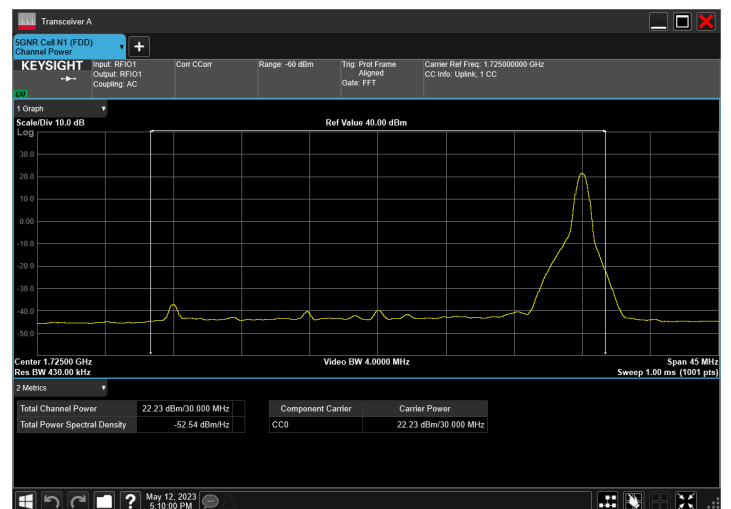 Transceiver A
5GNR Cell N1 (FDD)
Channel Power
KEYSIGHT
LXI
Input: RFIO1
Output: RFIO1
Coupling: AC
Corr CCorr
Range: -60 dBm
Trig: Prot Frame
Aligned
Gate: FFT
Carrier Ref Freq: 1.725000000 GHz
CC Info: Uplink, 1 CC
1 Graph
Scale/Div 10.0 dB
Ref Value 40.00 dBm
Log
30.0
20.0
10.0
0.00
-10.0
-20.0
-30.0
-40.0
-50.0
Center 1.72500 GHz
Video BW 4.0000 MHz
Span 45 MHz
Res BW 430.00 kHz
Sweep 1.00 ms (1001 pts)
2 Metrics
Total Channel Power 22.23 dBm/30.000 MHz
Total Power Spectral Density -52.54 dBm/Hz
Component Carrier Carrier Power
CC0 22.23 dBm/30.000 MHz
?
May 12, 2023
5:10:00 PM